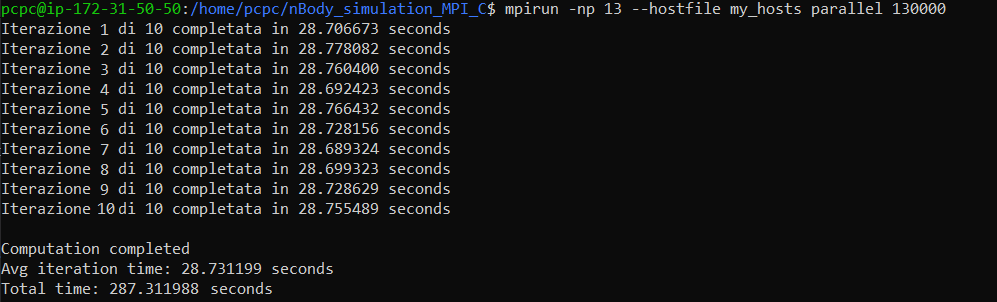 pcpc@ip-172-31-50-50:/home/pcpc/nBody_simulation_MPI_C$ mpirun -np 13 --hostfile my_hosts parallel 130000
Iterazione 1 di 10 completata in 28.706673 seconds
Iterazione 2 di 10 completata in 28.778082 seconds
Iterazione 3 di 10 completata in 28.760400 seconds
Iterazione 4 di 10 completata in 28.692423 seconds
Iterazione 5 di 10 completata in 28.766432 seconds
Iterazione 6 di 10 completata in 28.728156 seconds
Iterazione 7 di 10 completata in 28.689324 seconds
Iterazione 8 di 10 completata in 28.699323 seconds
Iterazione 9 di 10 completata in 28.728629 seconds
Iterazione 10 di 10 completata in 28.755489 seconds
Computation completed
Avg iteration time: 28.731199 seconds
Total time: 287.311988 seconds